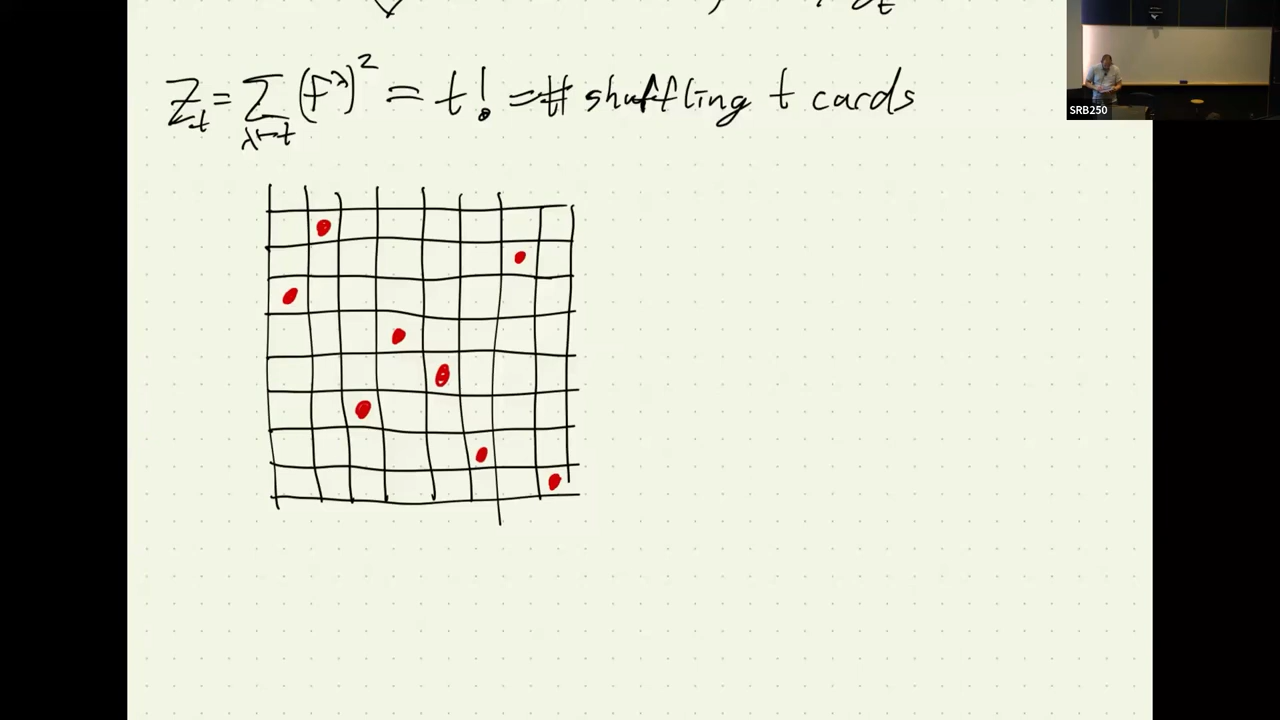 Z_t = Σ_{λ⊢t} (f^λ)^2 = t! = # shuffling t cards
SRB250